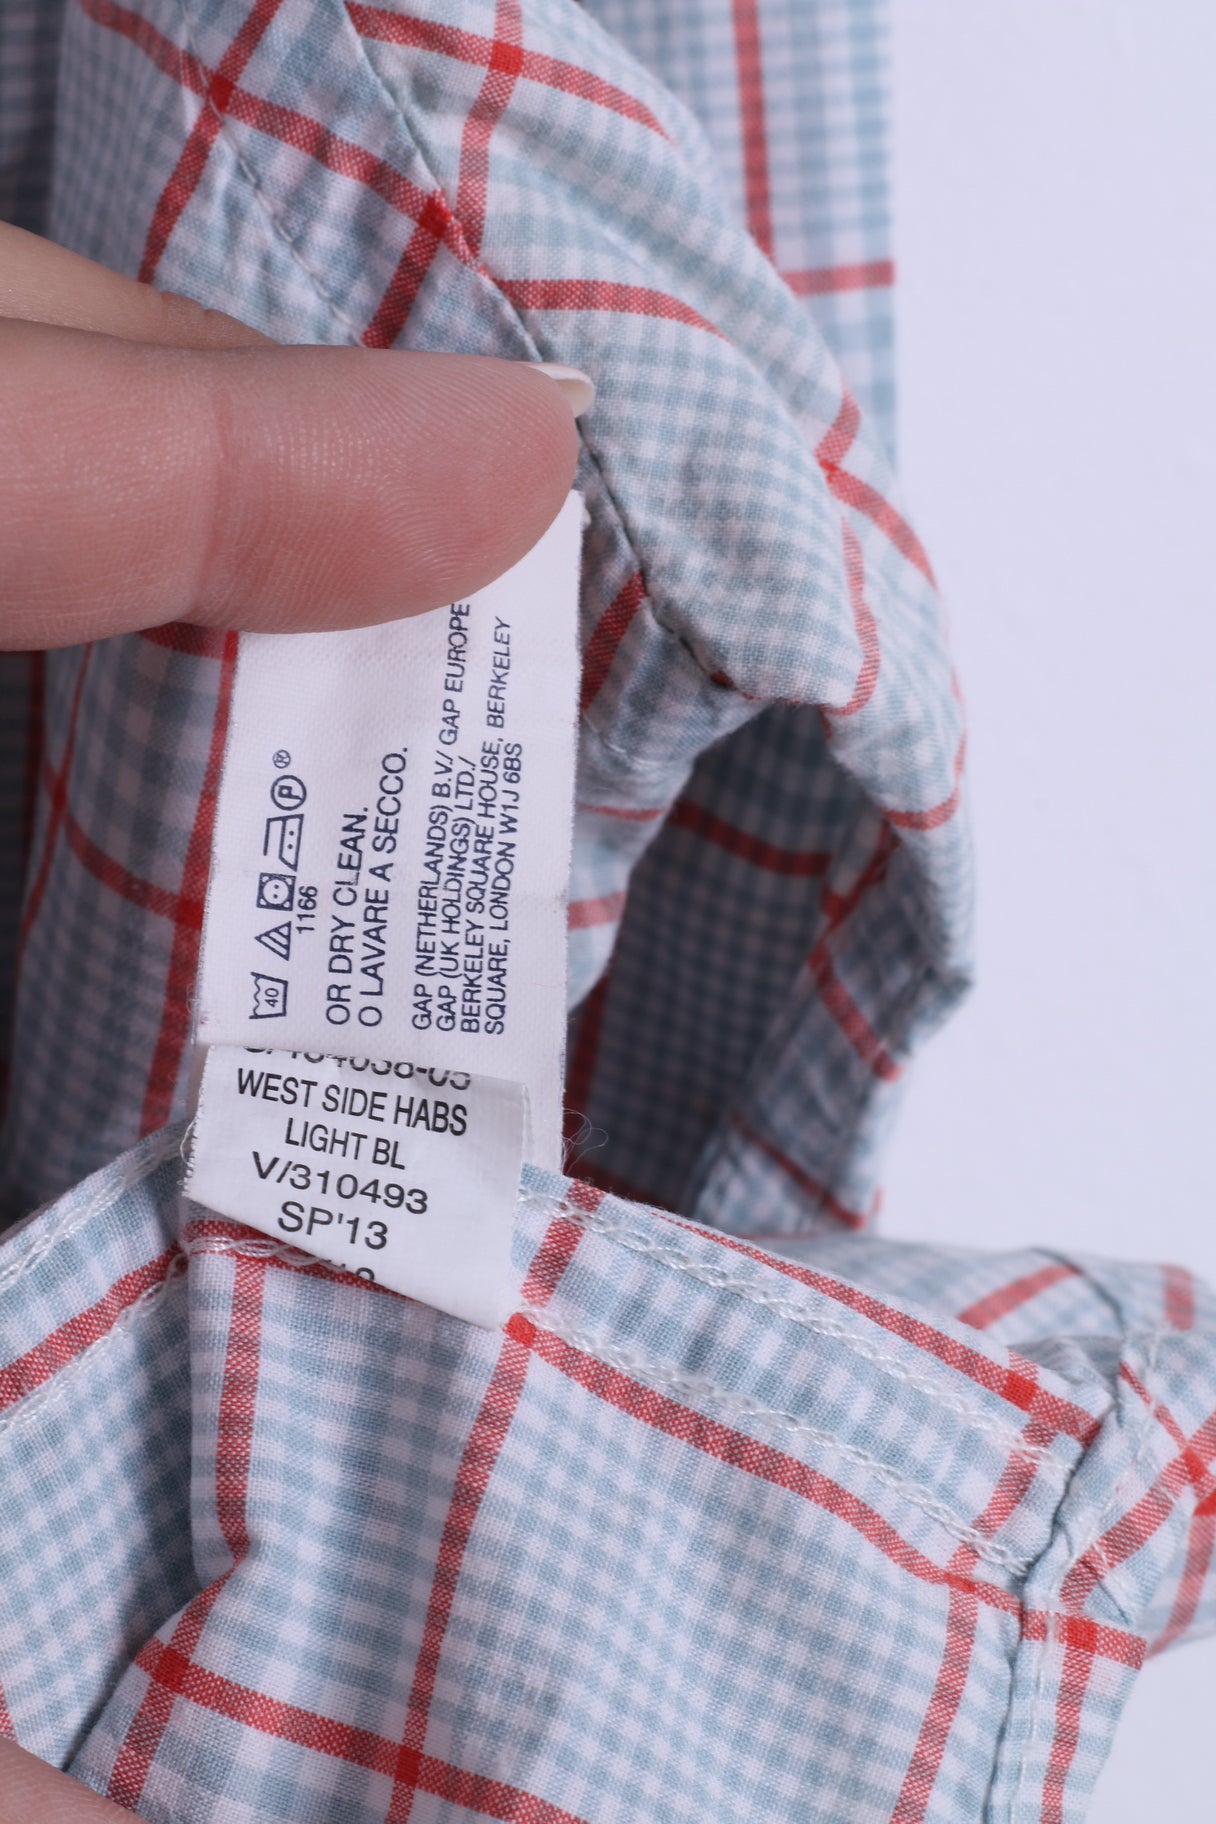 40
P
®
1166
OR DRY CLEAN.
O LAVARE A SECCO.
GAP (NETHERLANDS) B.V./ GAP EUROPE
GAP (UK HOLDINGS) LTD./
BERKELEY SQUARE HOUSE, BERKELEY
SQUARE, LONDON W1J 6BS
WEST SIDE HABS
LIGHT BL
V/310493
SP'13